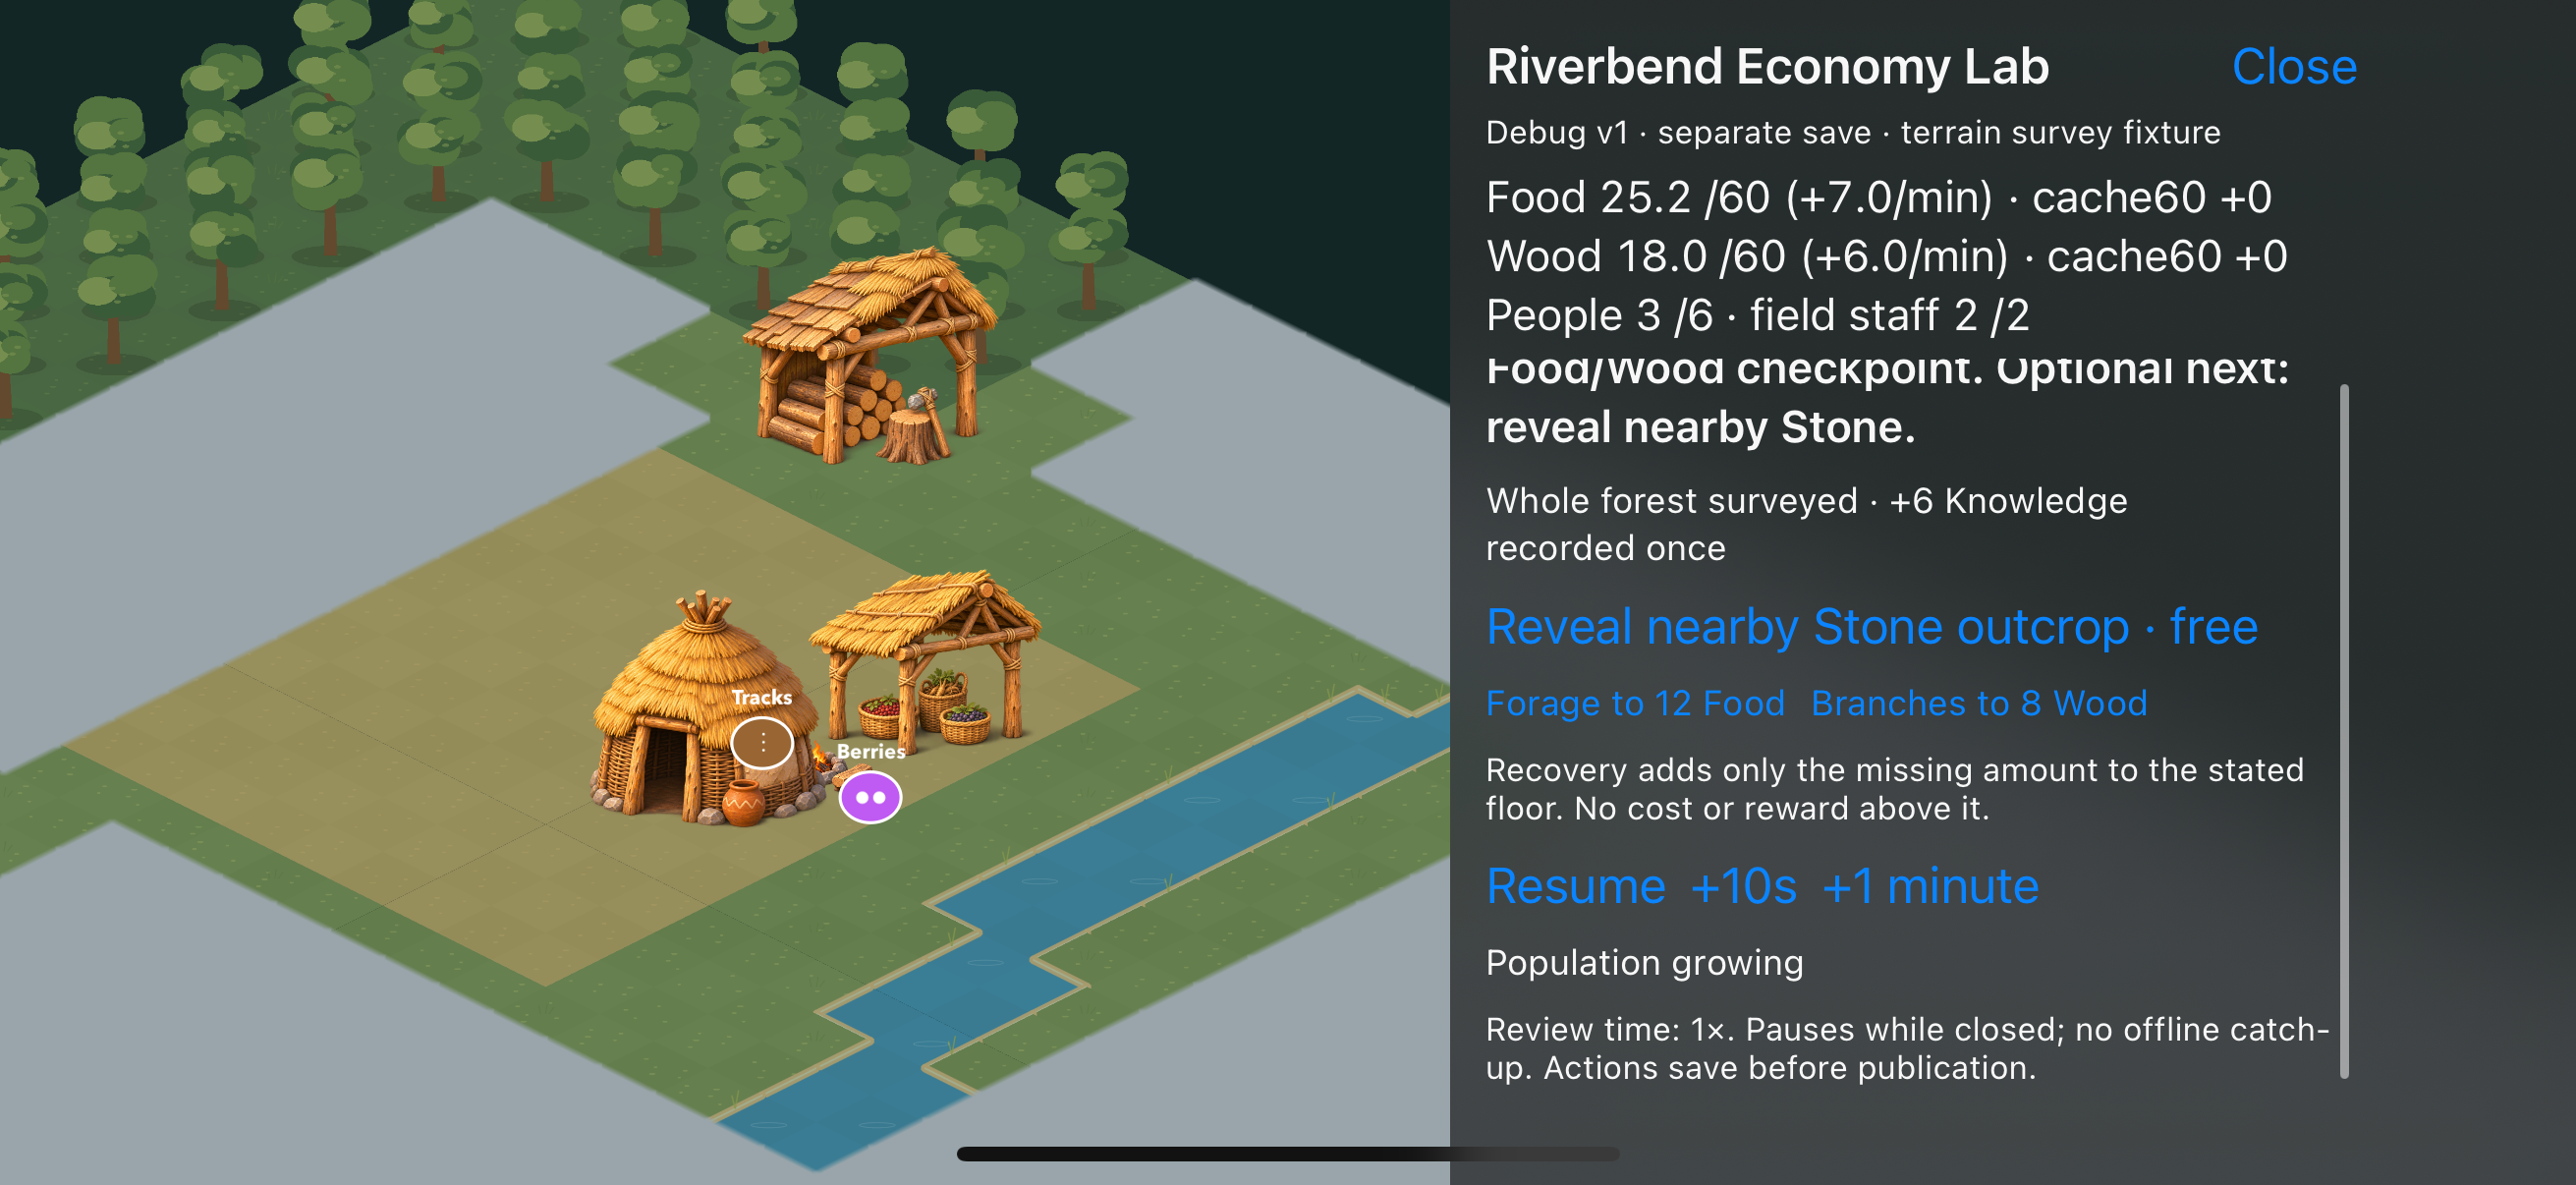 Riverbend Economy Lab
Close
Debug v1 · separate save · terrain survey fixture
Food 25.2 /60 (+7.0/min) · cache60 +0
Wood 18.0 /60 (+6.0/min) · cache60 +0
People 3 /6 · field staff 2 /2
Food/Wood checkpoint. Optional next:
reveal nearby Stone.
Whole forest surveyed · +6 Knowledge
recorded once
Reveal nearby Stone outcrop · free
Forage to 12 Food Branches to 8 Wood
Recovery adds only the missing amount to the stated
floor. No cost or reward above it.
Resume +10s +1 minute
Population growing
Review time: 1×. Pauses while closed; no offline catch-
up. Actions save before publication.
Tracks
Berries